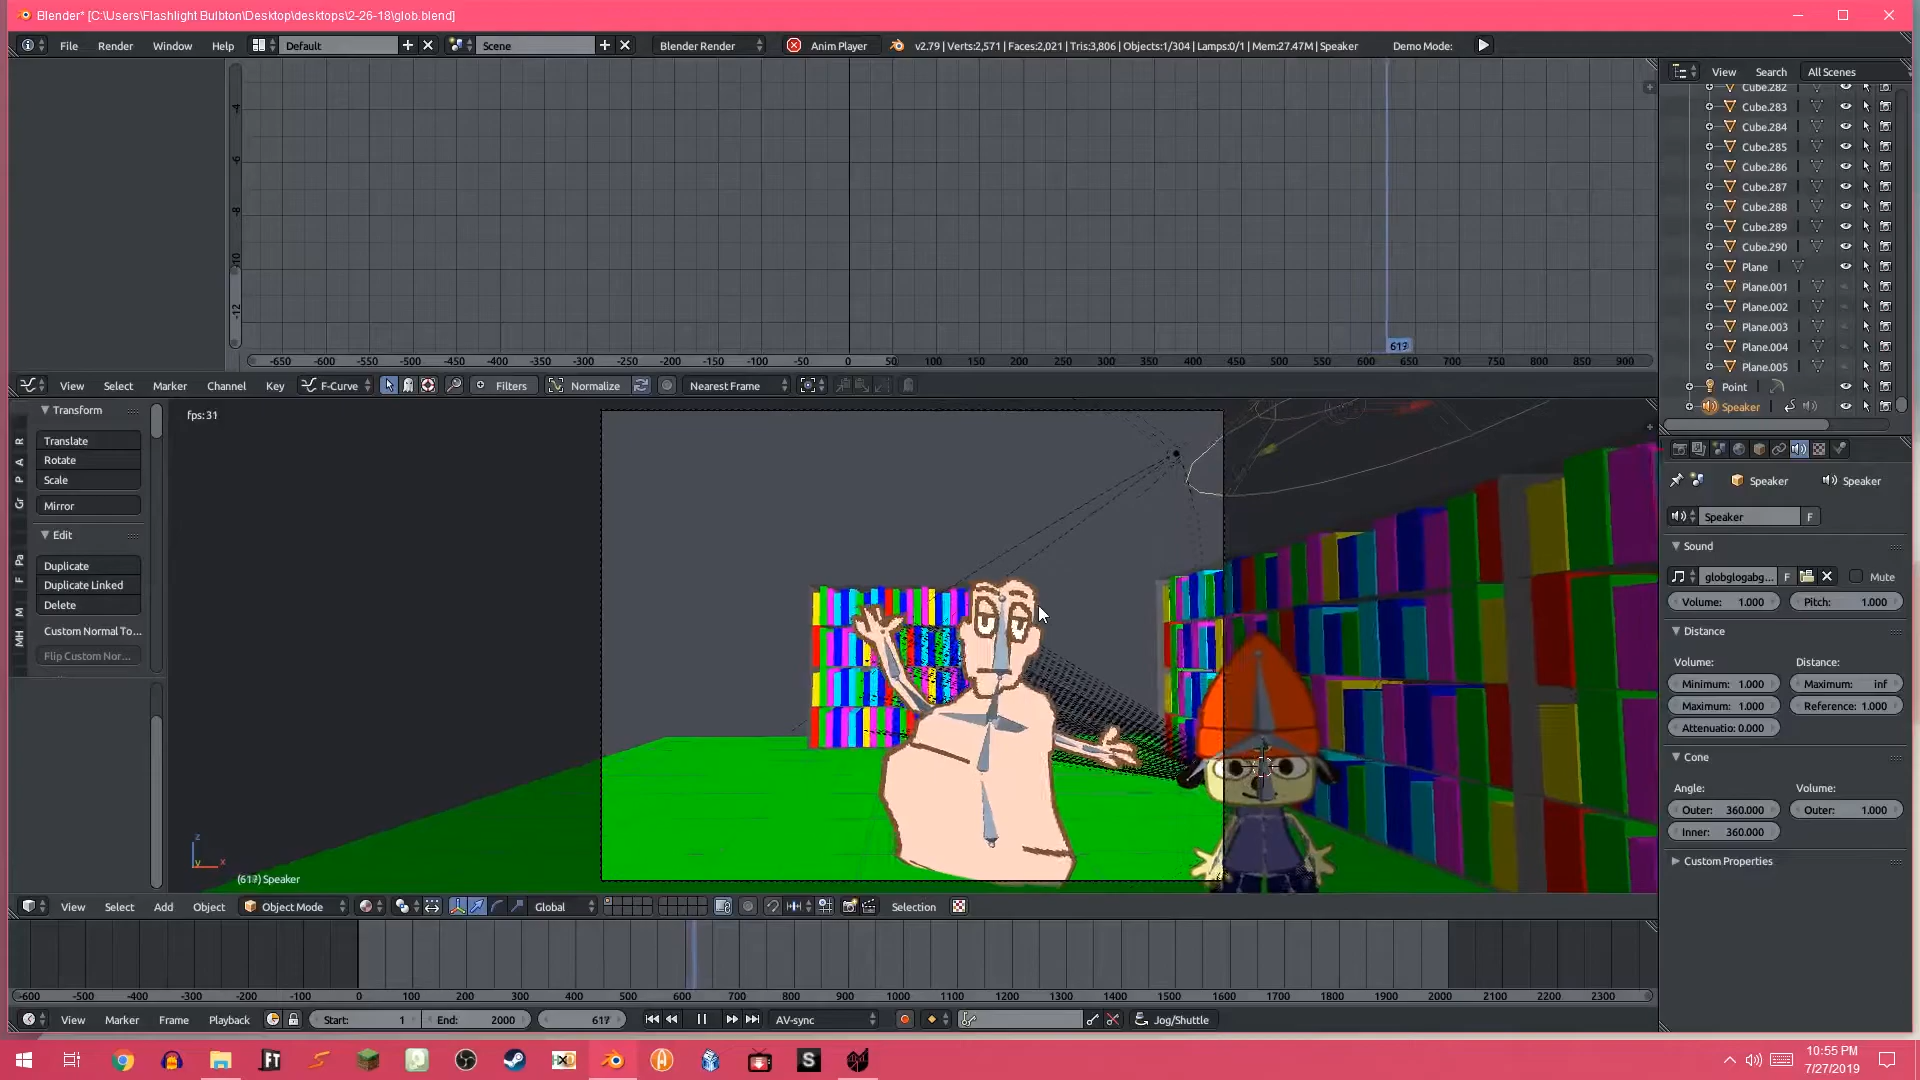 Blender* [C:\Users\Flashlight Bulbton\Desktop\desktops\2-26-18\glob.blend]
File Render Window Help Default Scene Blender Render Anim Player v2.79 | Verts:2,571 | Faces:2,021 | Tris:3,806 | Objects:1/304 | Lamps:0/1 | Mem:27.47M | Speaker Demo Mode:
View Search All Scenes
Cube.282
Cube.283
Cube.284
Cube.285
Cube.286
Cube.287
Cube.288
Cube.289
Cube.290
Plane
Plane.001
Plane.002
Plane.003
Plane.004
Plane.005
Point
Speaker
-4
-6
-8
-10
-12
617
-650 -600 -550 -500 -450 -400 -350 -300 -250 -200 -150 -100 -50 0 50 100 150 200 250 300 350 400 450 500 550 600 650 700 750 800 850 900
View Select Marker Channel Key F-Curve Filters Normalize Nearest Frame
Transform
Translate
Rotate
Scale
Mirror
Edit
Duplicate
Duplicate Linked
Delete
Custom Normal To...
Flip Custom Nor...
R
A
P
Gr
Pa
F
M
MH
fps: 31
z
y x
(617) Speaker
Speaker Speaker
Speaker F
Sound
globglogabg... F Mute
Volume: 1.000 Pitch: 1.000
Distance
Volume: Distance:
Minimum: 1.000 Maximum: inf
Maximum: 1.000 Reference: 1.000
Attenuatio: 0.000
Cone
Angle: Volume:
Outer: 360.000 Outer: 1.000
Inner: 360.000
Custom Properties
View Select Add Object Object Mode Global Selection
-600 -500 -400 -300 -200 -100 0 100 200 300 400 500 600 700 800 900 1000 1100 1200 1300 1400 1500 1600 1700 1800 1900 2000 2100 2200 2300
View Marker Frame Playback Start: 1 End: 2000 617 AV-sync Jog/Shuttle
FT
S
10:55 PM
7/27/2019